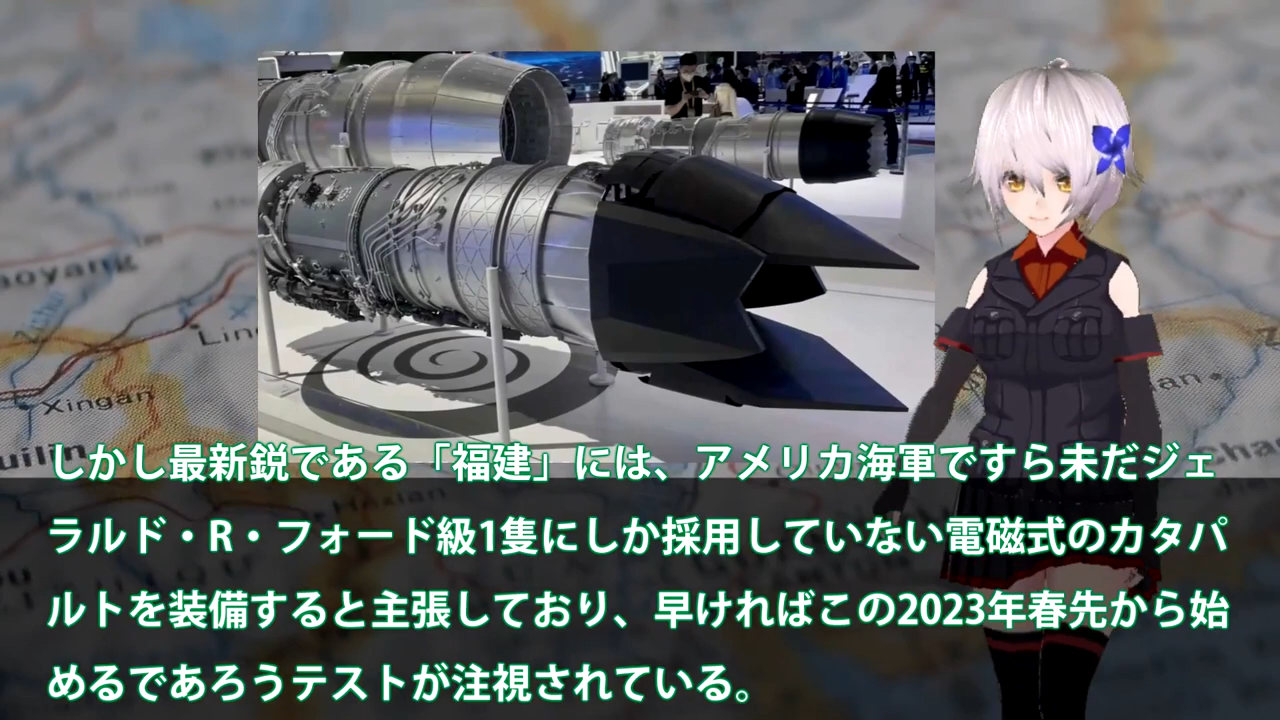 aoyang
Lin
Xingan
uilin
an
しかし最新鋭である「福建」には、アメリカ海軍ですら未だジェ
ラルド・R・フォード級1隻にしか採用していない電磁式のカタパ
ルトを装備すると主張しており、早ければこの2023年春先から始
めるであろうテストが注視されている。